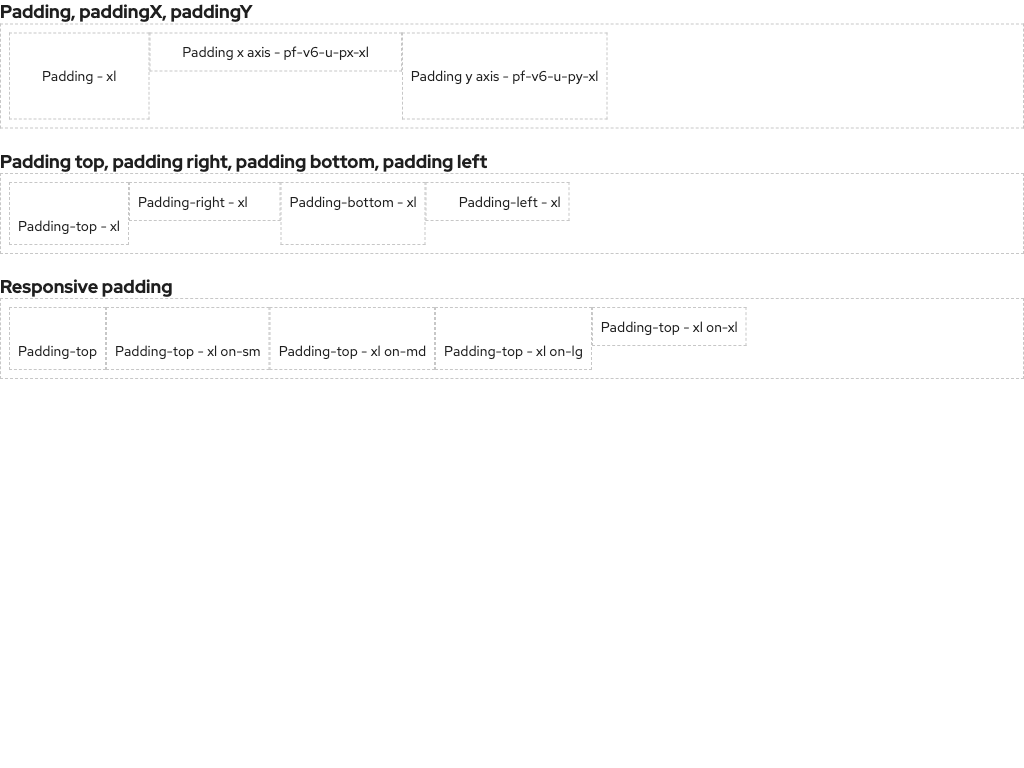 Padding, paddingX, paddingY
Padding - xl
Padding x axis - pf-v6-u-px-xl
Padding y axis - pf-v6-u-py-xl
Padding top, padding right, padding bottom, padding left
Padding-top - xl
Padding-right - xl
Padding-bottom - xl
Padding-left - xl
Responsive padding
Padding-top
Padding-top - xl on-sm
Padding-top - xl on-md
Padding-top - xl on-lg
Padding-top - xl on-xl